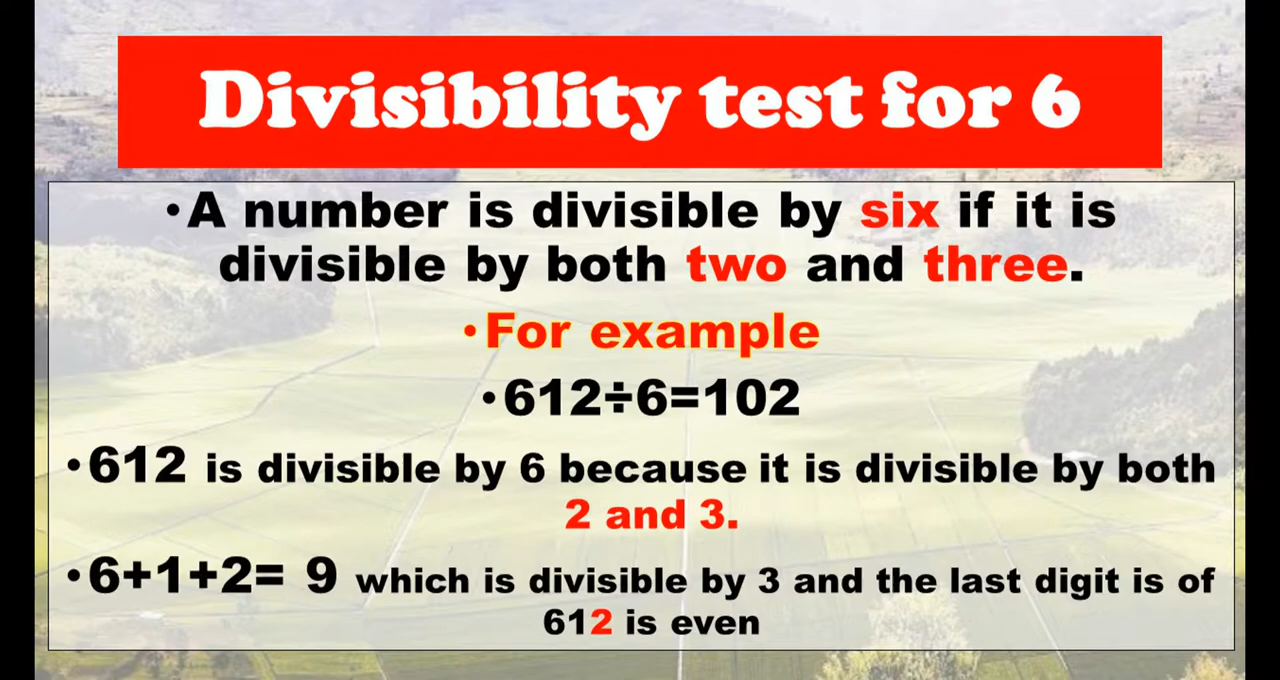 Divisibility test for 6
•A number is divisible by six if it is
divisible by both two and three.
•For example
•612÷6=102
•612 is divisible by 6 because it is divisible by both
2 and 3.
•6+1+2= 9 which is divisible by 3 and the last digit is of
612 is even